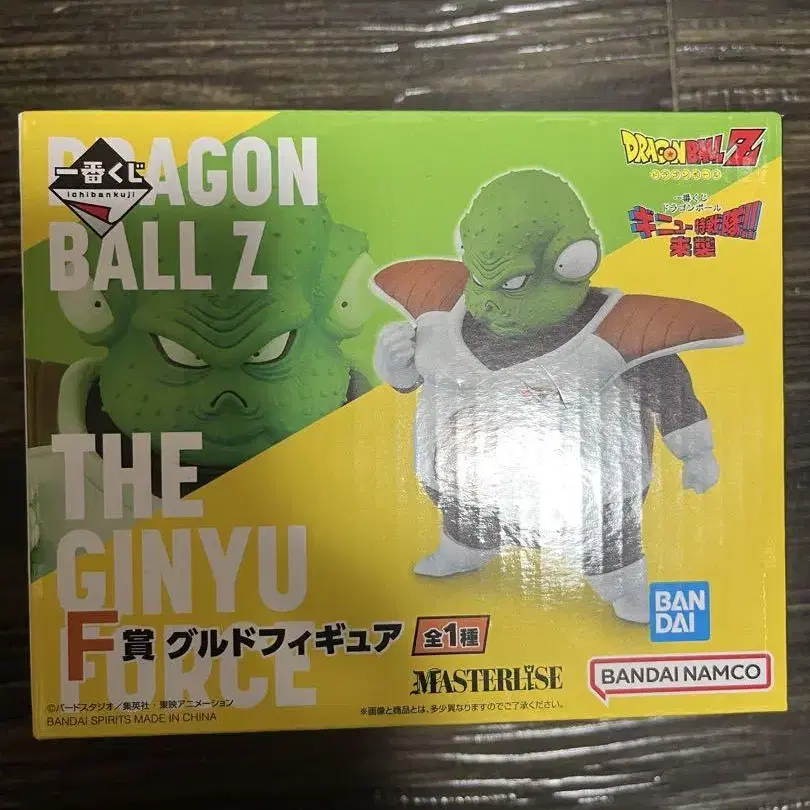 DRAGON
BALL Z
一番くじ
ichibankuji
DRAGONBALL Z
ドラゴンボールZ
一番くじ
ドラゴンボール
ギニュー特戦隊!!!
来襲
THE
GINYU
FORCE
F賞 グルドフィギュア 全1種
MASTERLISE
BAN
DAI
BANDAI NAMCO
©バードスタジオ/集英社・東映アニメーション
BANDAI SPIRITS MADE IN CHINA
※画像と商品とは、多少異なりますのでご了承ください。